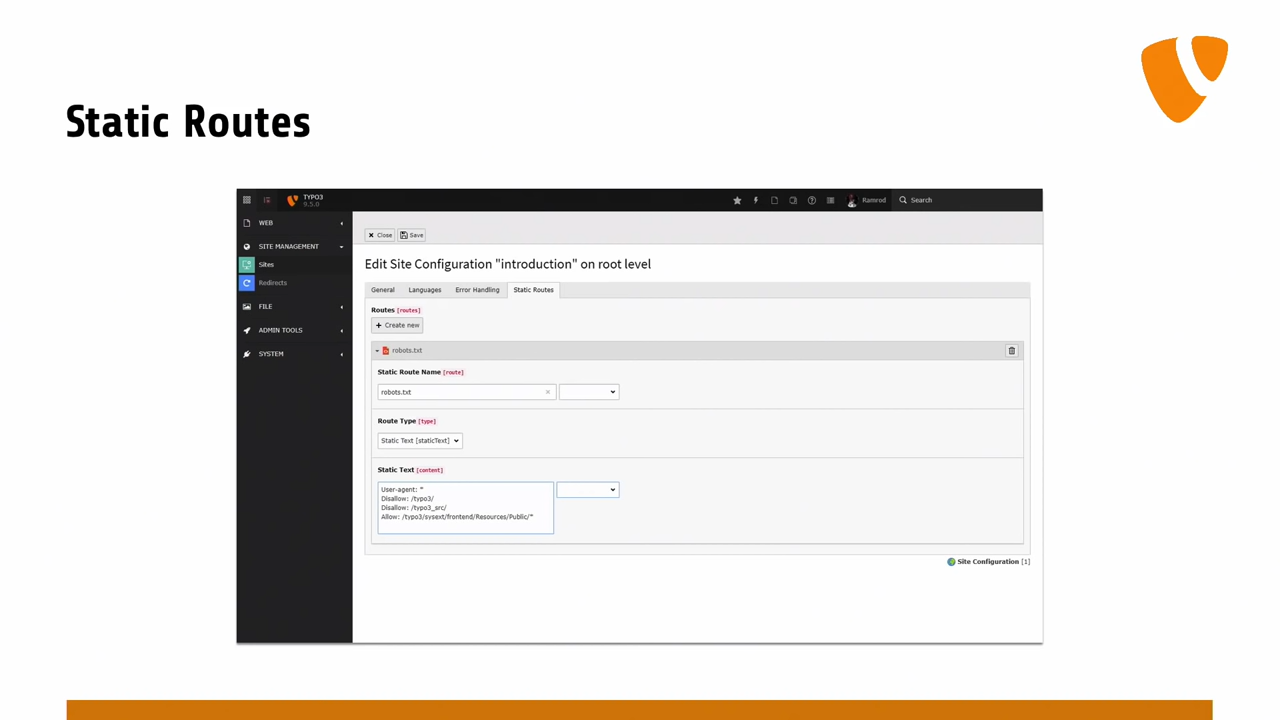 Static Routes
TYPO3
9.5.0
Ramrod
Search
WEB
SITE MANAGEMENT
Sites
Redirects
FILE
ADMIN TOOLS
SYSTEM
Close
Save
Edit Site Configuration "introduction" on root level
General
Languages
Error Handling
Static Routes
Routes [routes]
+ Create new
robots.txt
Static Route Name [route]
robots.txt
Route Type [type]
Static Text [staticText]
Static Text [content]
User-agent: *
Disallow: /typo3/
Disallow: /typo3_src/
Allow: /typo3/sysext/frontend/Resources/Public/*
Site Configuration [1]